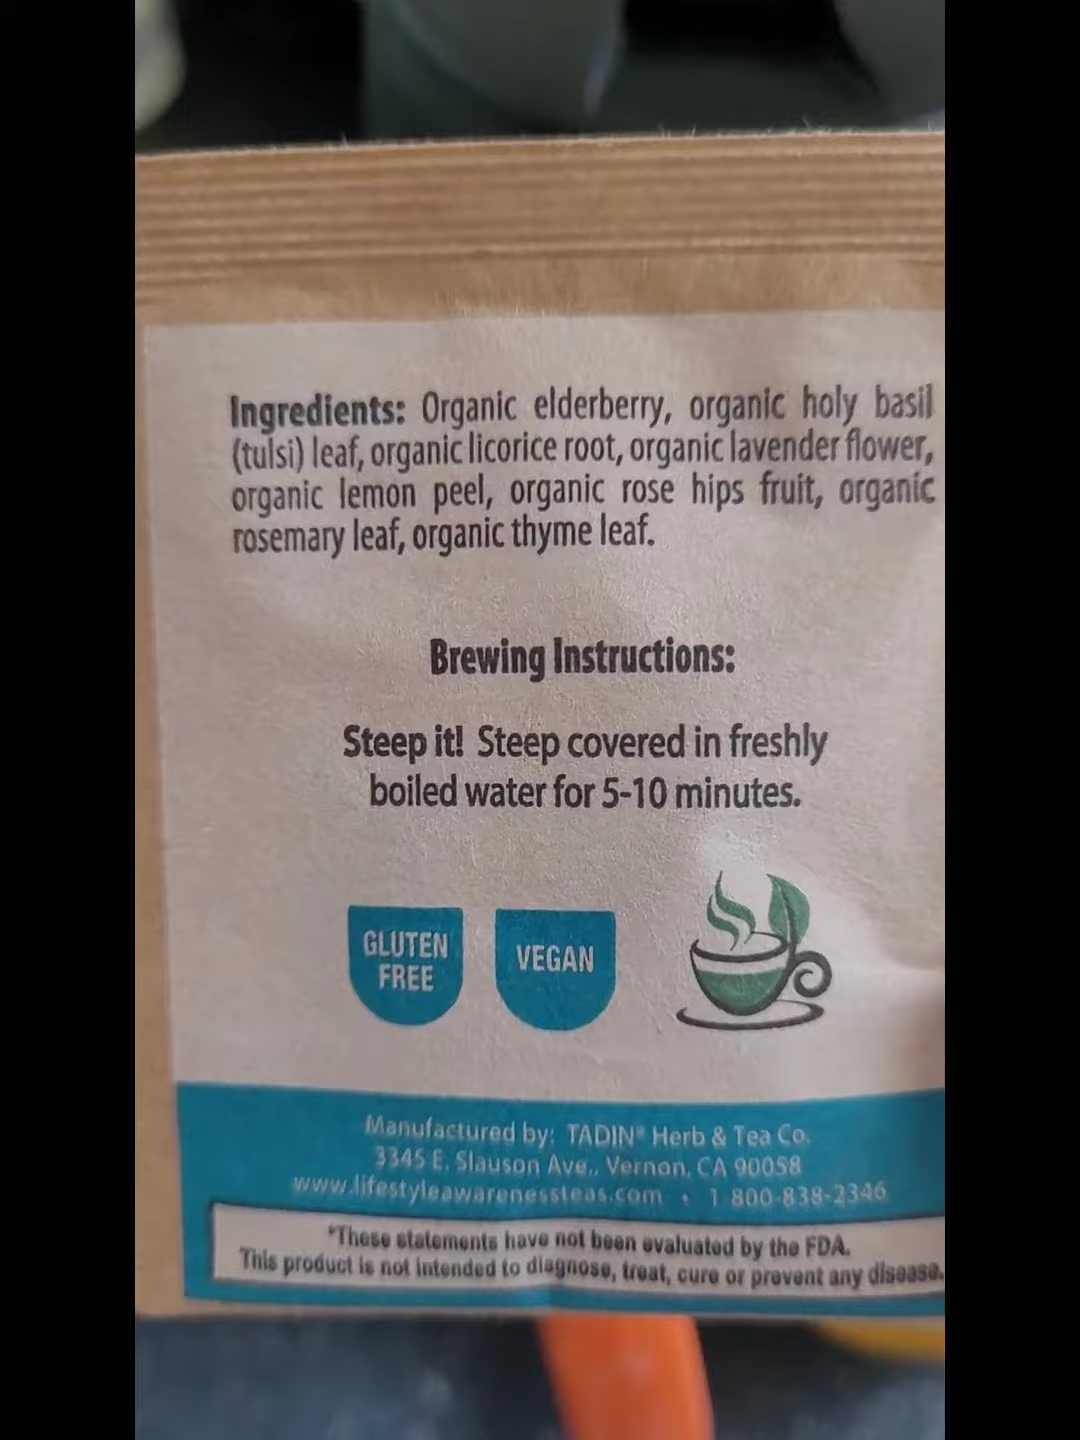 Ingredients: Organic elderberry, organic holy basil
(tulsi) leaf, organic licorice root, organic lavender flower,
organic lemon peel, organic rose hips fruit, organic
rosemary leaf, organic thyme leaf.
Brewing Instructions:
Steep it! Steep covered in freshly
boiled water for 5-10 minutes.
GLUTEN
FREE
VEGAN
Manufactured by: TADIN® Herb & Tea Co.
3345 E. Slauson Ave., Vernon, CA 90058
www.lifestyleawarenessteas.com • 1 800-838-2346
*These statements have not been evaluated by the FDA.
This product is not intended to diagnose, treat, cure or prevent any disease.